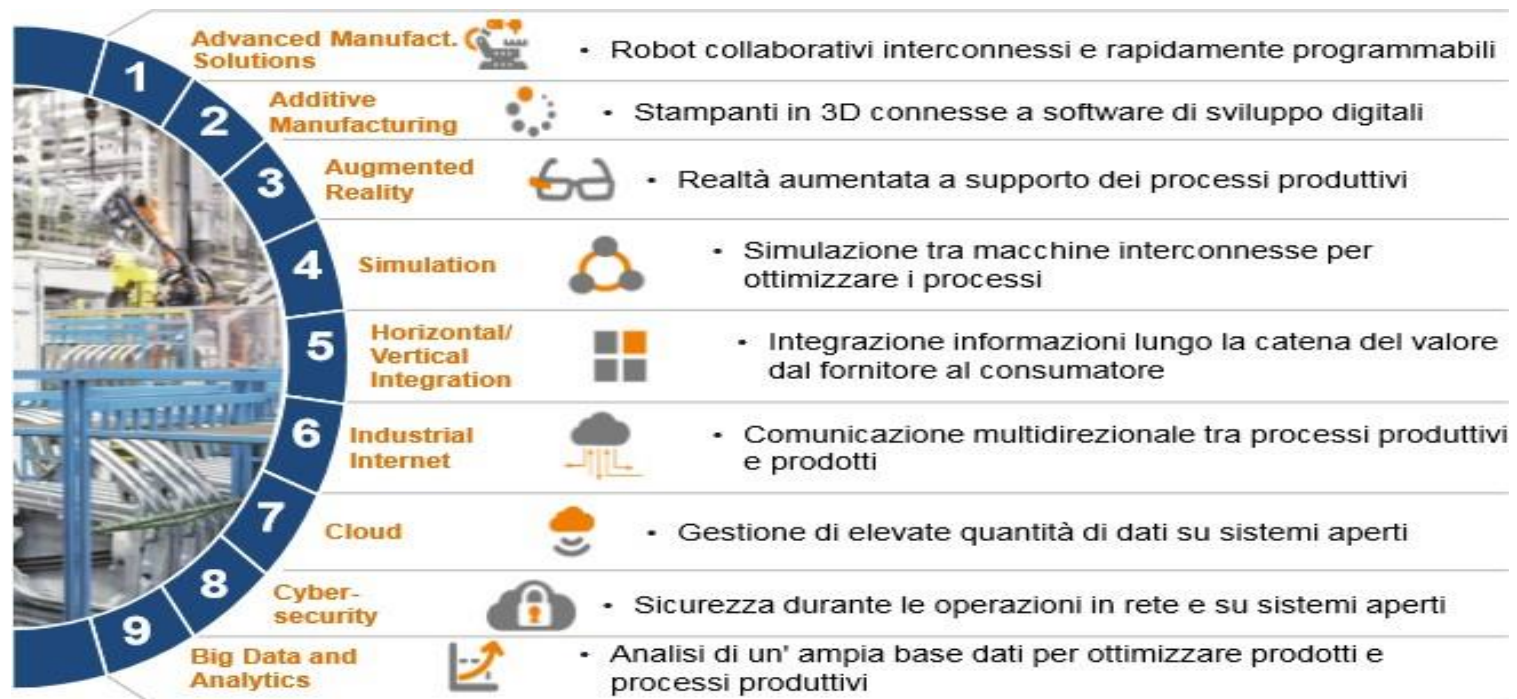 1
Advanced Manufact.
Solutions
• Robot collaborativi interconnessi e rapidamente programmabili
2
Additive
Manufacturing
• Stampanti in 3D connesse a software di sviluppo digitali
3
Augmented
Reality
• Realtà aumentata a supporto dei processi produttivi
4
Simulation
• Simulazione tra macchine interconnesse per
ottimizzare i processi
5
Horizontal/
Vertical
Integration
• Integrazione informazioni lungo la catena del valore
dal fornitore al consumatore
6
Industrial
Internet
• Comunicazione multidirezionale tra processi produttivi
e prodotti
7
Cloud
• Gestione di elevate quantità di dati su sistemi aperti
8
Cyber-
security
• Sicurezza durante le operazioni in rete e su sistemi aperti
9
Big Data and
Analytics
• Analisi di un' ampia base dati per ottimizzare prodotti e
processi produttivi